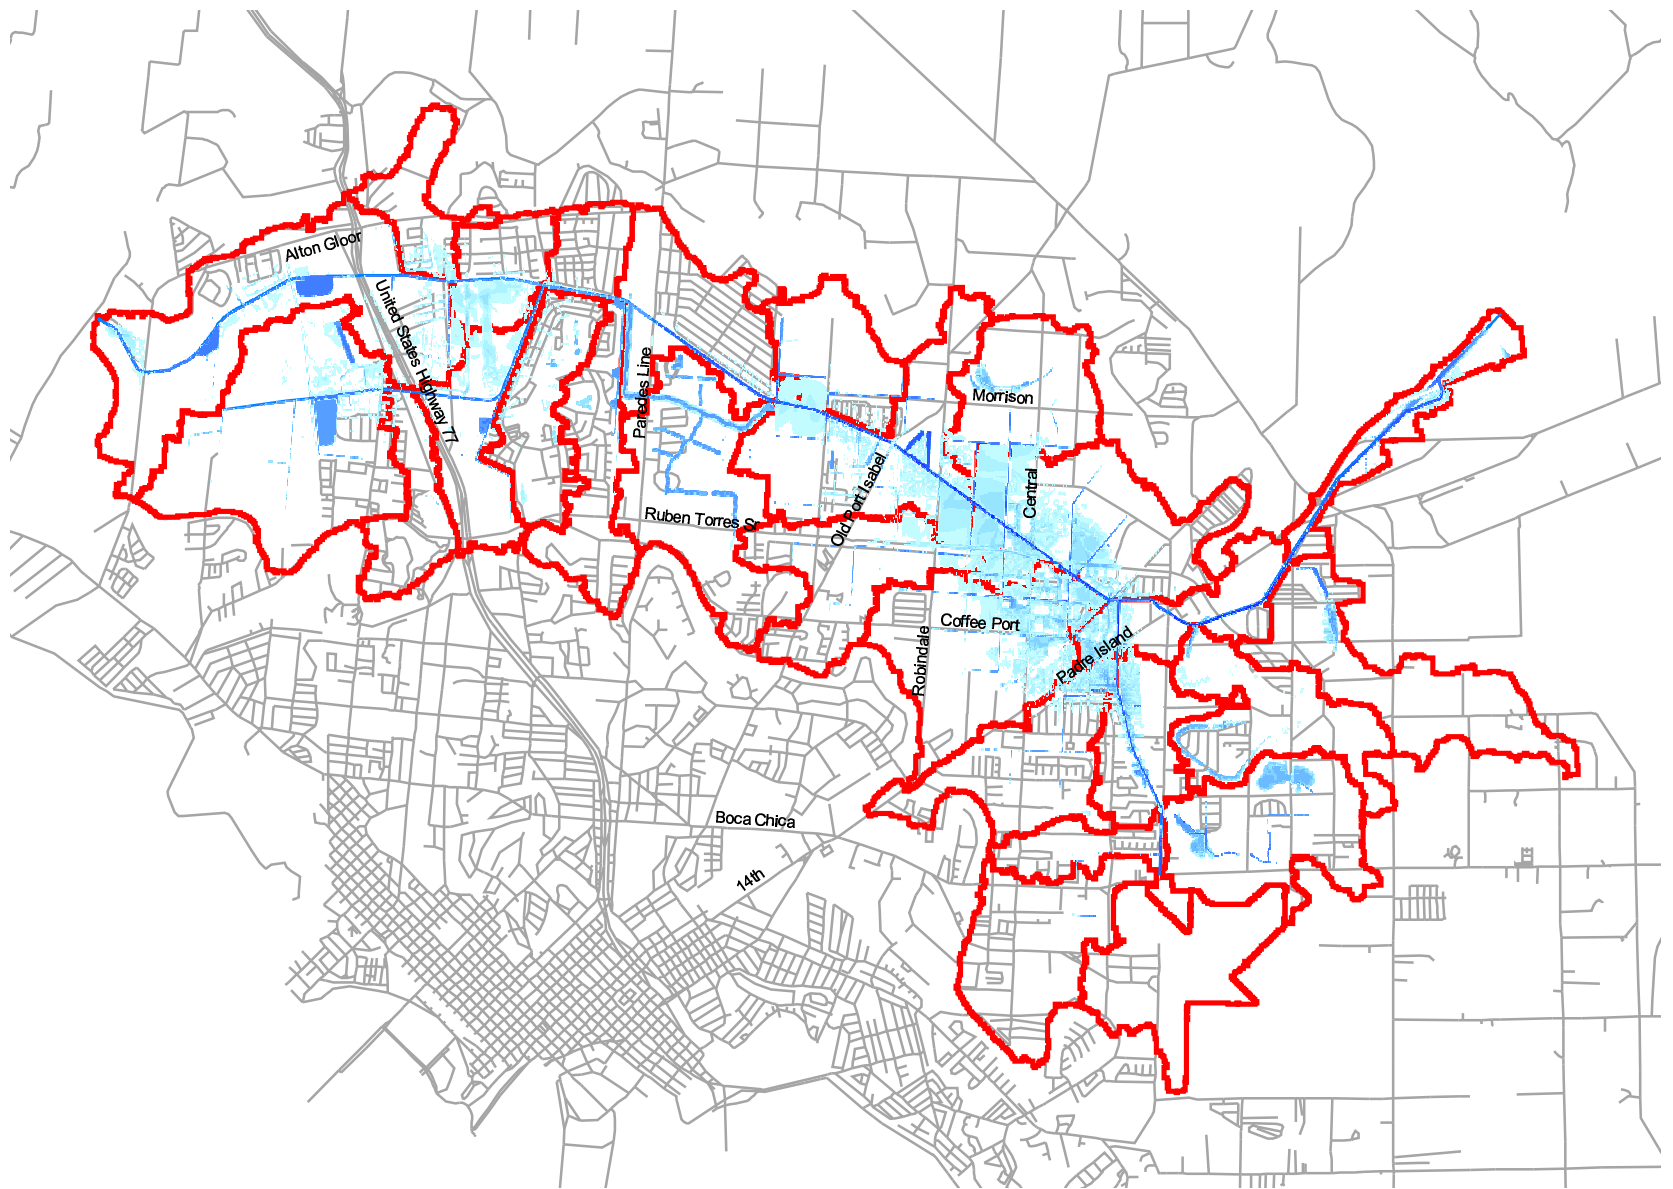 Alton Gloor
United States Highway 77
Paredes Line
Morrison
Old Port Isabel
Central
Ruben Torres Sr
Coffee Port
Robindale
Padre Island
Boca Chica
14th